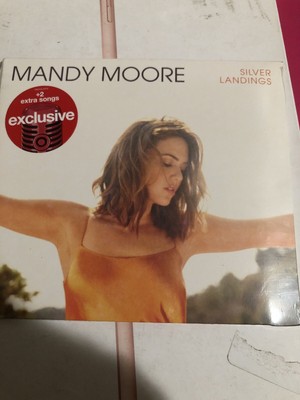 MANDY MOORE
SILVER
LANDINGS
+2
extra songs
exclusive